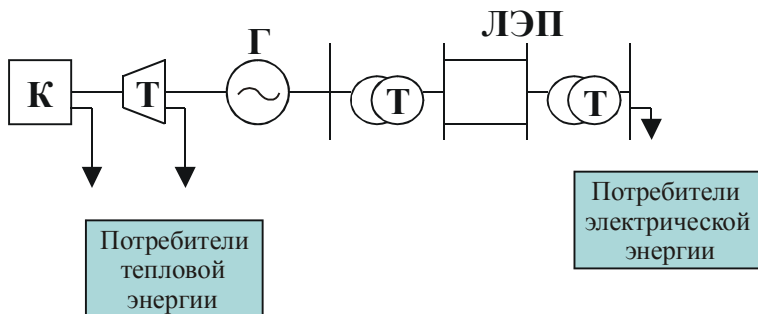 ЛЭП
Г
К
Т
Т
Т
Потребители
электрической
энергии
Потребители
тепловой
энергии